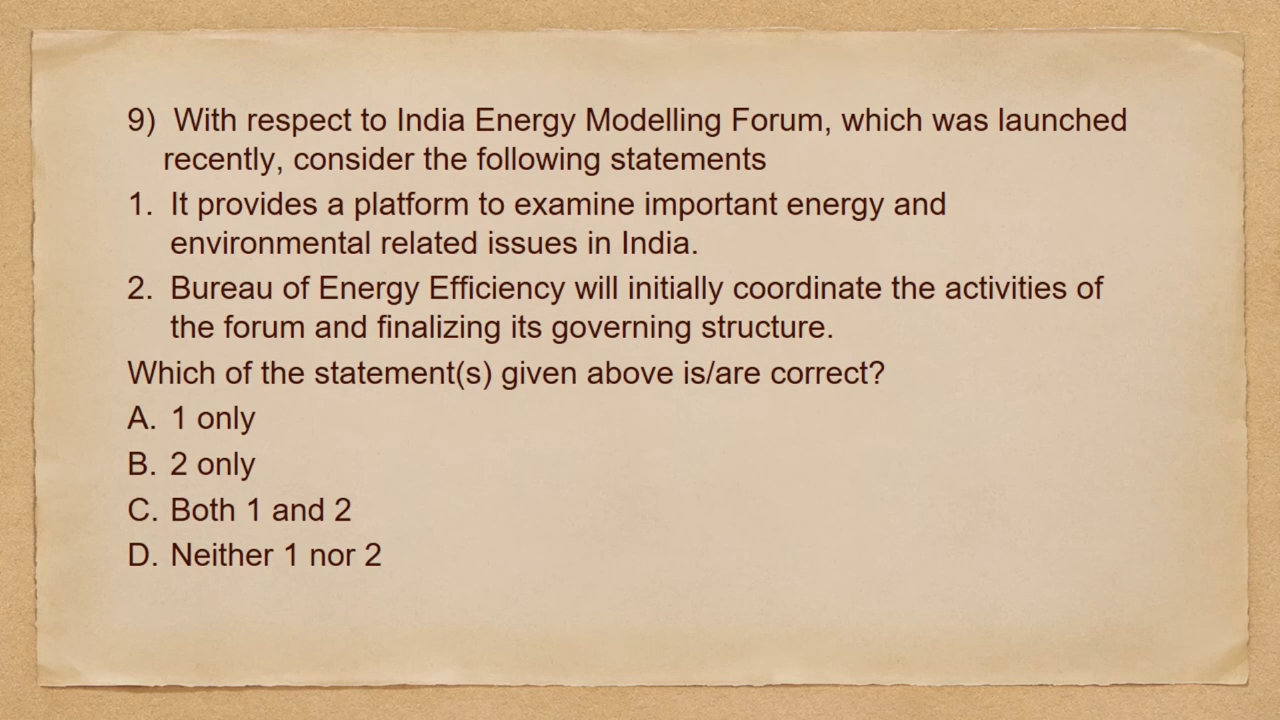 9) With respect to India Energy Modelling Forum, which was launched
recently, consider the following statements
1. It provides a platform to examine important energy and
environmental related issues in India.
2. Bureau of Energy Efficiency will initially coordinate the activities of
the forum and finalizing its governing structure.
Which of the statement(s) given above is/are correct?
A. 1 only
B. 2 only
C. Both 1 and 2
D. Neither 1 nor 2